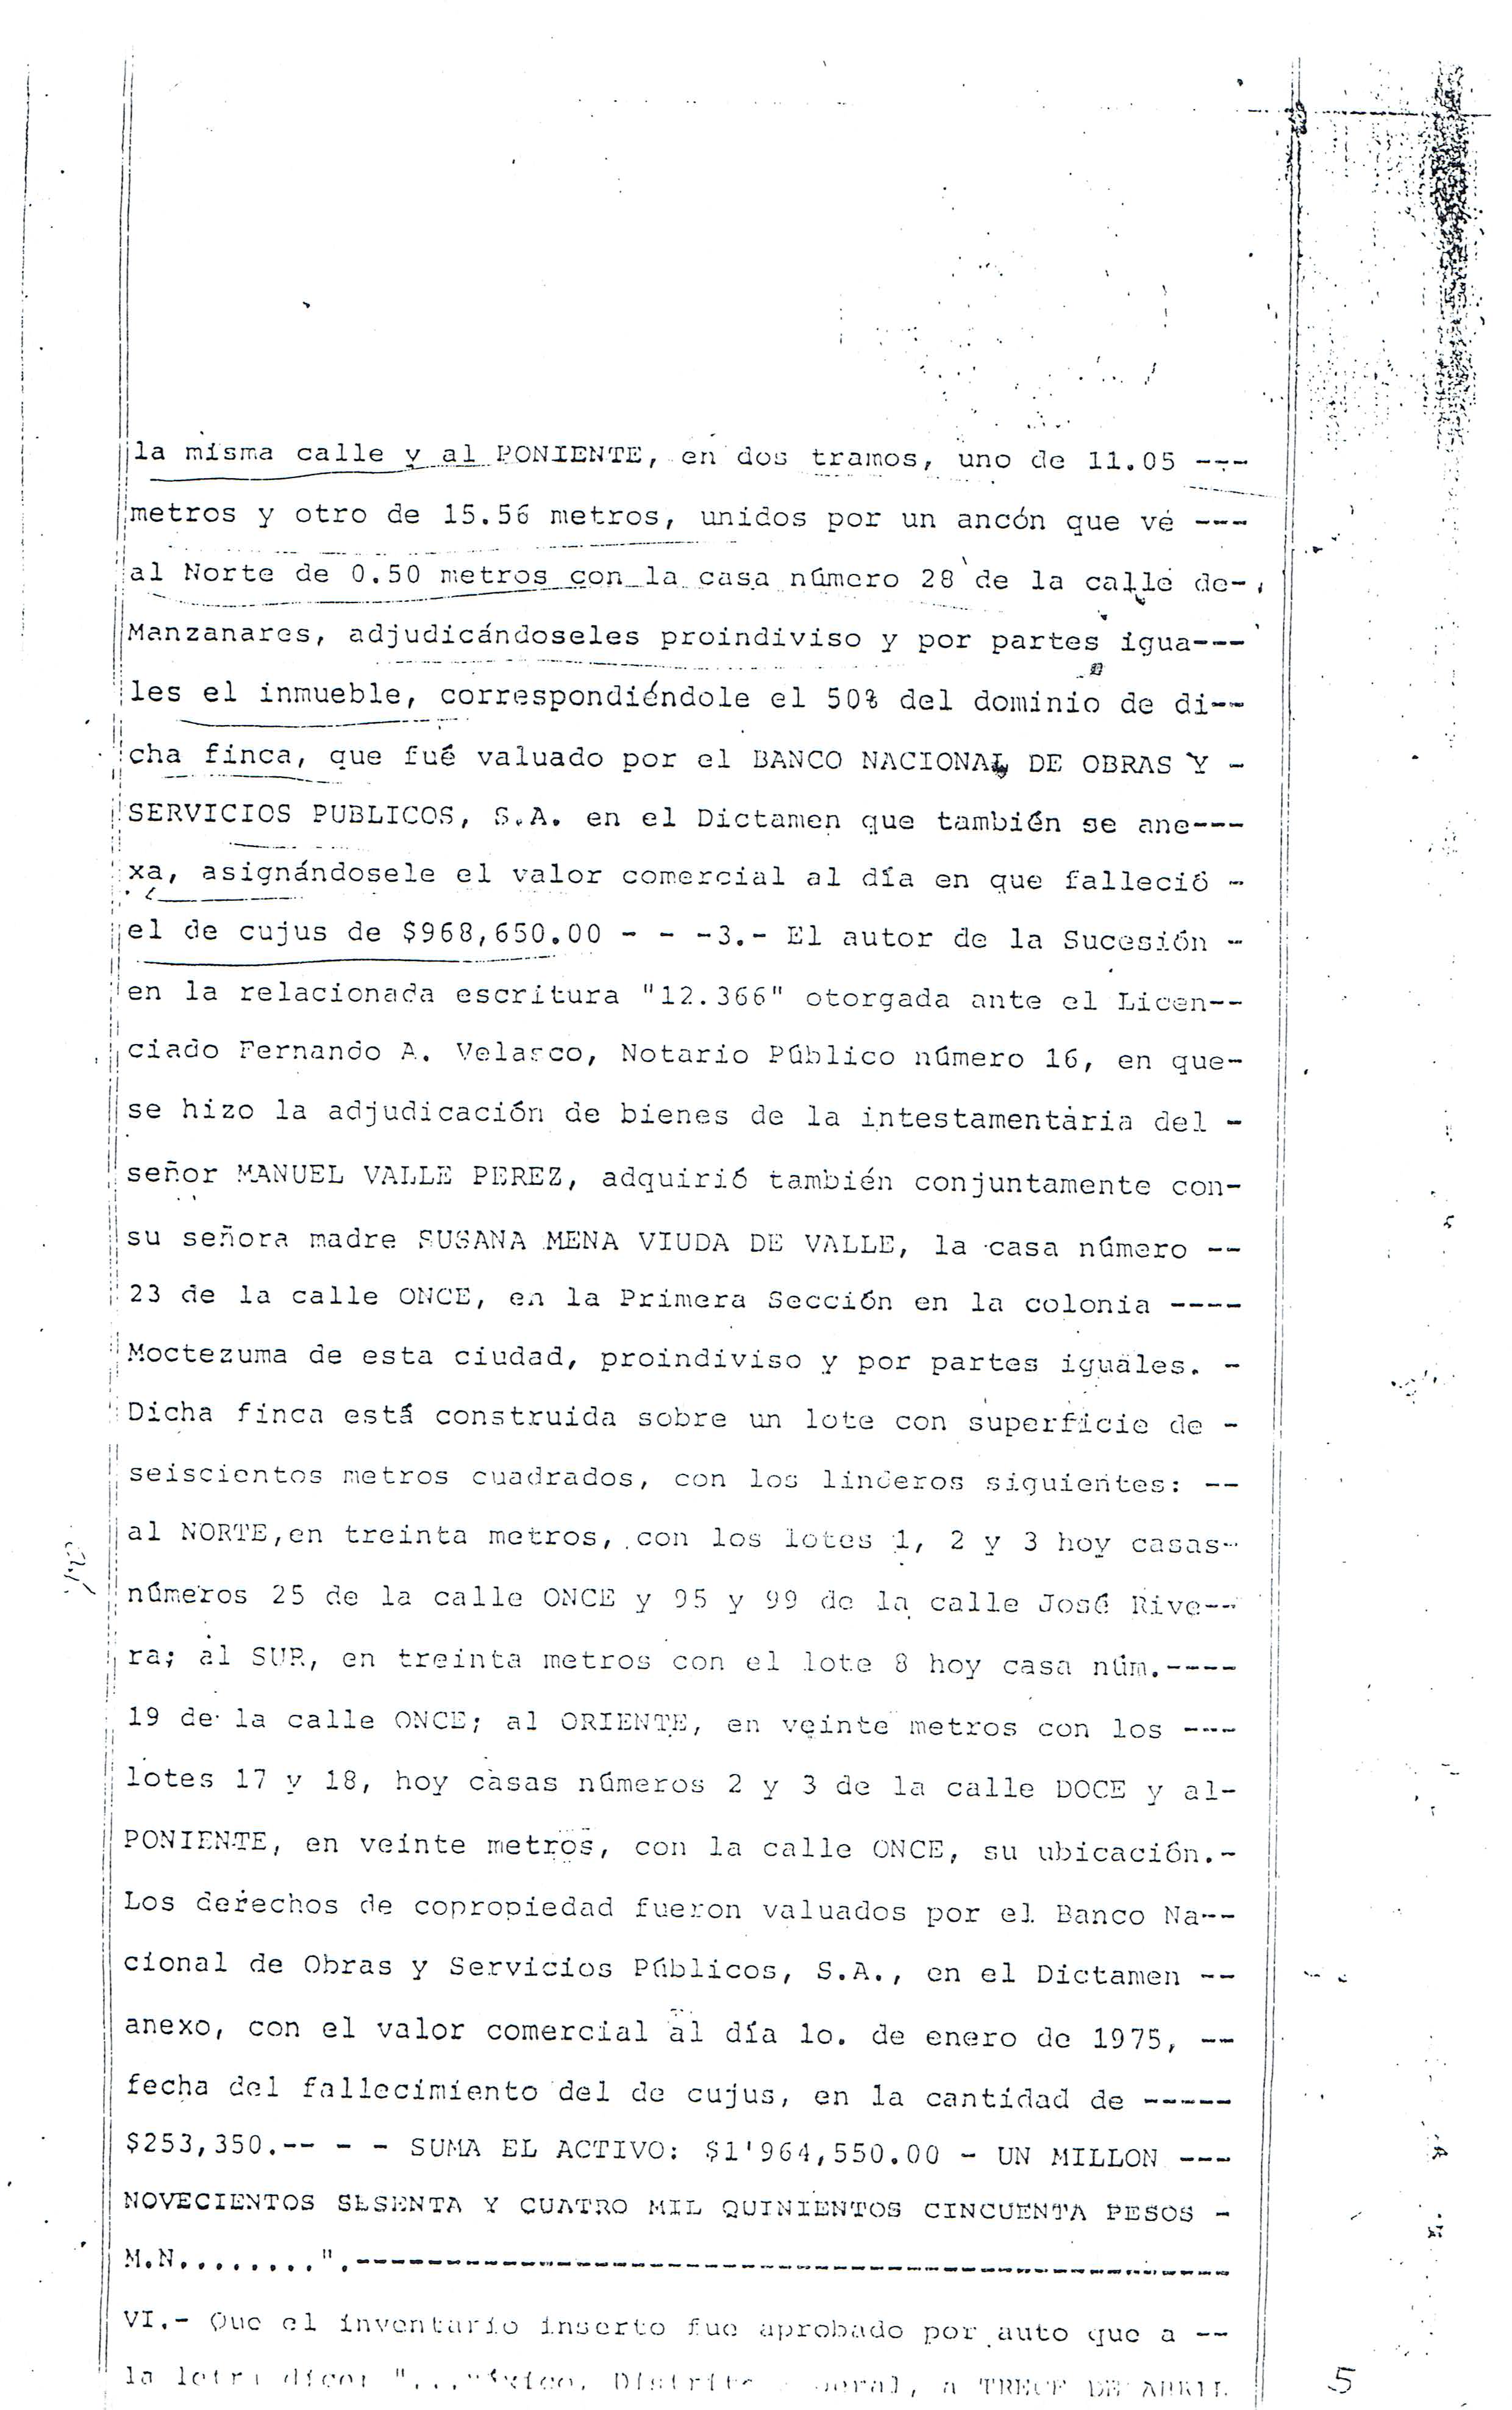 la misma calle y al PONIENTE, en dos tramos, uno de 11.05 ---
metros y otro de 15.56 metros, unidos por un ancón que vé ---
al Norte de 0.50 metros con la casa número 28 de la calle de-
Manzanares, adjudicándoseles proindiviso y por partes igua---
les el inmueble, correspondiéndole el 50% del dominio de di--
cha finca, que fué valuado por el BANCO NACIONAL DE OBRAS Y -
SERVICIOS PUBLICOS, S.A. en el Dictamen que también se ane---
xa, asignándosele el valor comercial al día en que falleció -
el de cujus de $968,650.00 - - -3.- El autor de la Sucesión -
en la relacionada escritura "12.366" otorgada ante el Licen--
ciado Fernando A. Velasco, Notario Público número 16, en que-
se hizo la adjudicación de bienes de la intestamentaria del -
señor MANUEL VALLE PEREZ, adquirió también conjuntamente con-
su señora madre SUSANA MENA VIUDA DE VALLE, la casa número --
23 de la calle ONCE, en la Primera Sección en la colonia ----
Moctezuma de esta ciudad, proindiviso y por partes iguales. -
Dicha finca está construida sobre un lote con superficie de -
seiscientos metros cuadrados, con los linderos siguientes: --
al NORTE,en treinta metros, con los lotes 1, 2 y 3 hoy casas-
números 25 de la calle ONCE y 95 y 99 de la calle José Rive--
ra; al SUR, en treinta metros con el lote 8 hoy casa núm.----
19 de la calle ONCE; al ORIENTE, en veinte metros con los ---
lotes 17 y 18, hoy casas números 2 y 3 de la calle DOCE y al-
PONIENTE, en veinte metros, con la calle ONCE, su ubicación.-
Los derechos de copropiedad fueron valuados por el Banco Na--
cional de Obras y Servicios Públicos, S.A., en el Dictamen --
anexo, con el valor comercial al día 1o. de enero de 1975, --
fecha del fallecimiento del de cujus, en la cantidad de -----
$253,350.-- - - SUMA EL ACTIVO: $1'964,550.00 - UN MILLON ---
NOVECIENTOS SESENTA Y CUATRO MIL QUINIENTOS CINCUENTA PESOS -
M.N........".------------------------------------------------
VI.- Que el inventario inserto fue aprobado por auto que a --
la letra dice: "...México, Distrito Federal, a TRECE DE ABRIL
5